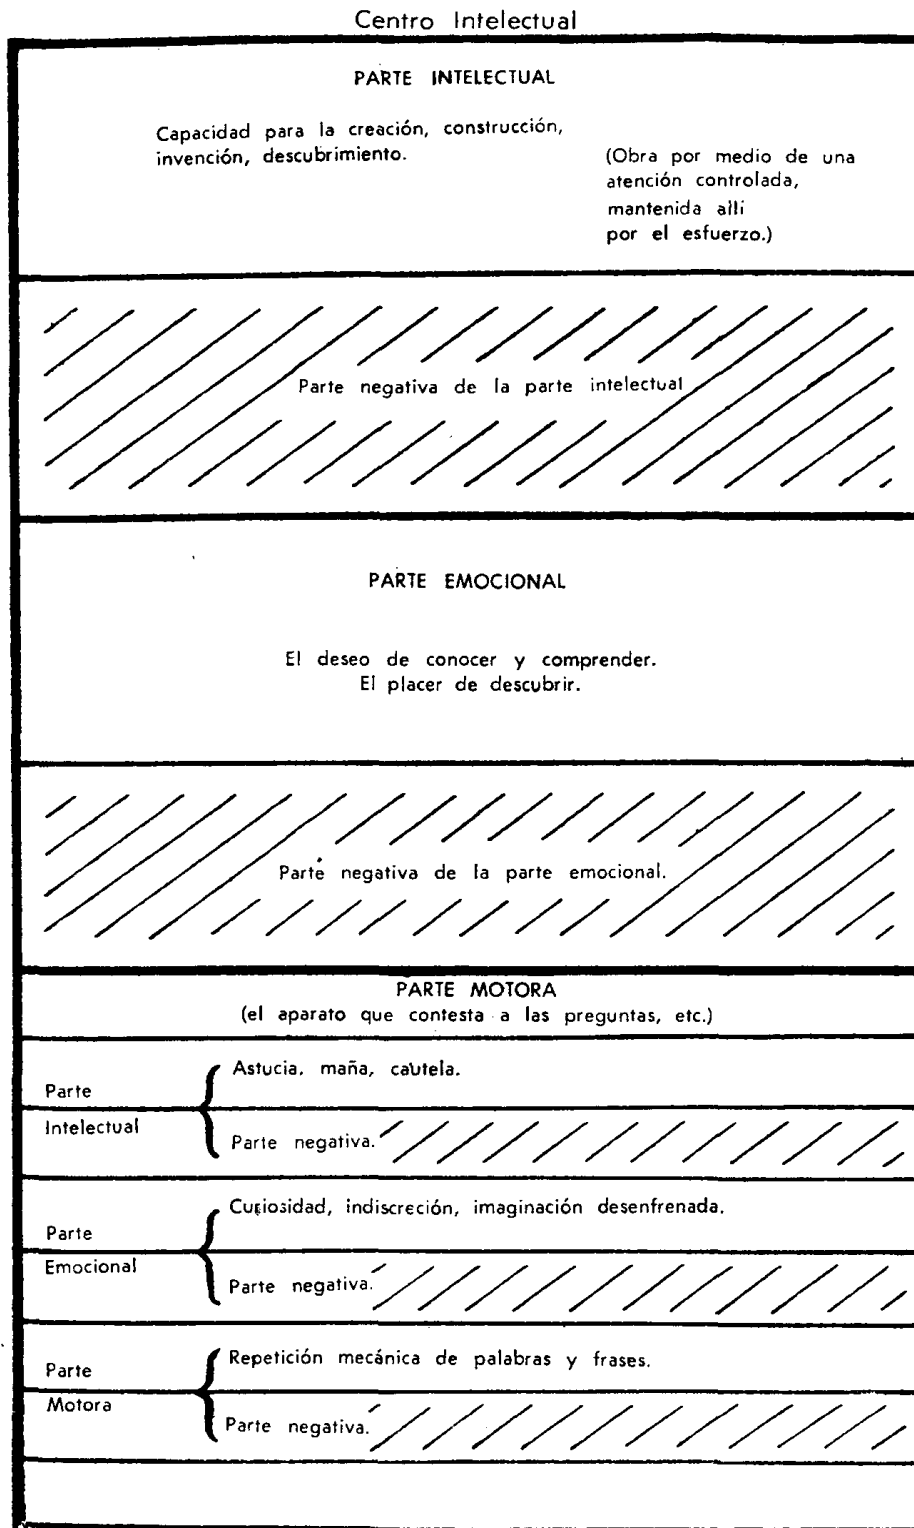 Centro Intelectual
PARTE INTELECTUAL
Capacidad para la creación, construcción,
invención, descubrimiento.
(Obra por medio de una
atención controlada,
mantenida alli
por el esfuerzo.)
Parte negativa de la parte intelectual
PARTE EMOCIONAL
El deseo de conocer y comprender.
El placer de descubrir.
Parte negativa de la parte emocional.
PARTE MOTORA
(el aparato que contesta a las preguntas, etc.)
Parte
Intelectual
Astucia, maña, cautela.
Parte negativa.
Parte
Emocional
Curiosidad, indiscreción, imaginación desenfrenada.
Parte negativa.
Parte
Motora
Repetición mecánica de palabras y frases.
Parte negativa.